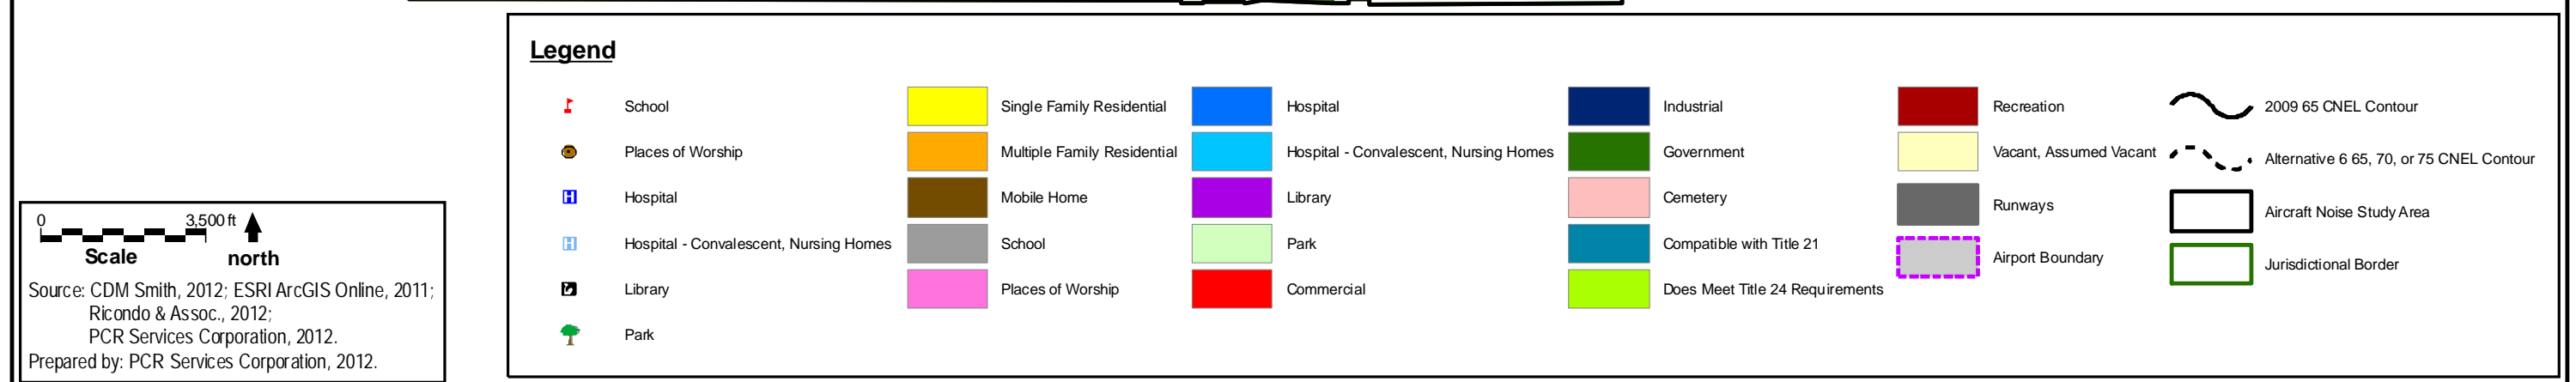 Legend
School
Places of Worship
Hospital
Hospital - Convalescent, Nursing Homes
Library
Park
Single Family Residential
Multiple Family Residential
Mobile Home
School
Places of Worship
Hospital
Hospital - Convalescent, Nursing Homes
Library
Park
Commercial
Industrial
Government
Cemetery
Compatible with Title 21
Does Meet Title 24 Requirements
Recreation
Vacant, Assumed Vacant
Runways
Airport Boundary
2009 65 CNEL Contour
Alternative 6 65, 70, or 75 CNEL Contour
Aircraft Noise Study Area
Jurisdictional Border
0 3,500 ft
Scale north
Source: CDM Smith, 2012; ESRI ArcGIS Online, 2011;
Ricondo & Assoc., 2012;
PCR Services Corporation, 2012.
Prepared by: PCR Services Corporation, 2012.